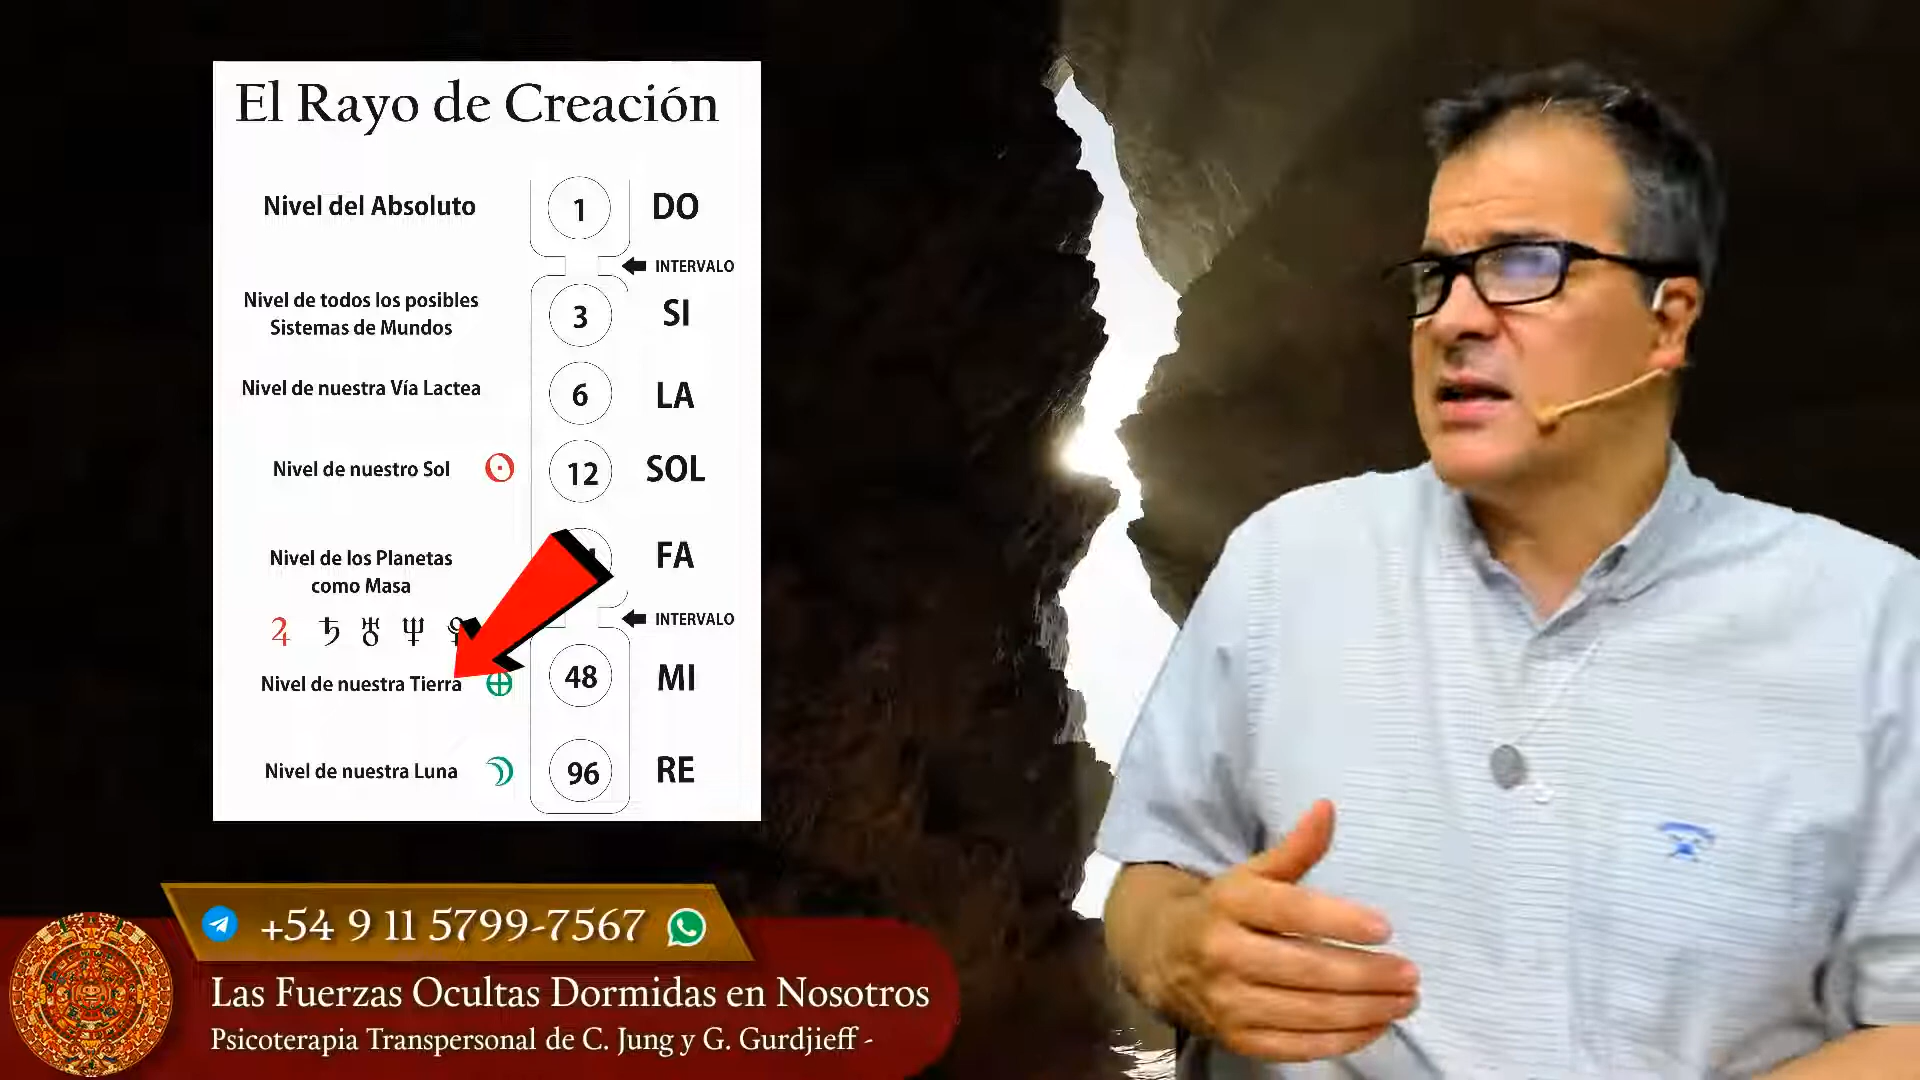 El Rayo de Creación
Nivel del Absoluto 1 DO
INTERVALO
Nivel de todos los posibles
Sistemas de Mundos 3 SI
Nivel de nuestra Vía Lactea 6 LA
Nivel de nuestro Sol 12 SOL
Nivel de los Planetas
como Masa FA
INTERVALO
Nivel de nuestra Tierra 48 MI
Nivel de nuestra Luna 96 RE
+54 9 11 5799-7567
Las Fuerzas Ocultas Dormidas en Nosotros
Psicoterapia Transpersonal de C. Jung y G. Gurdjieff -